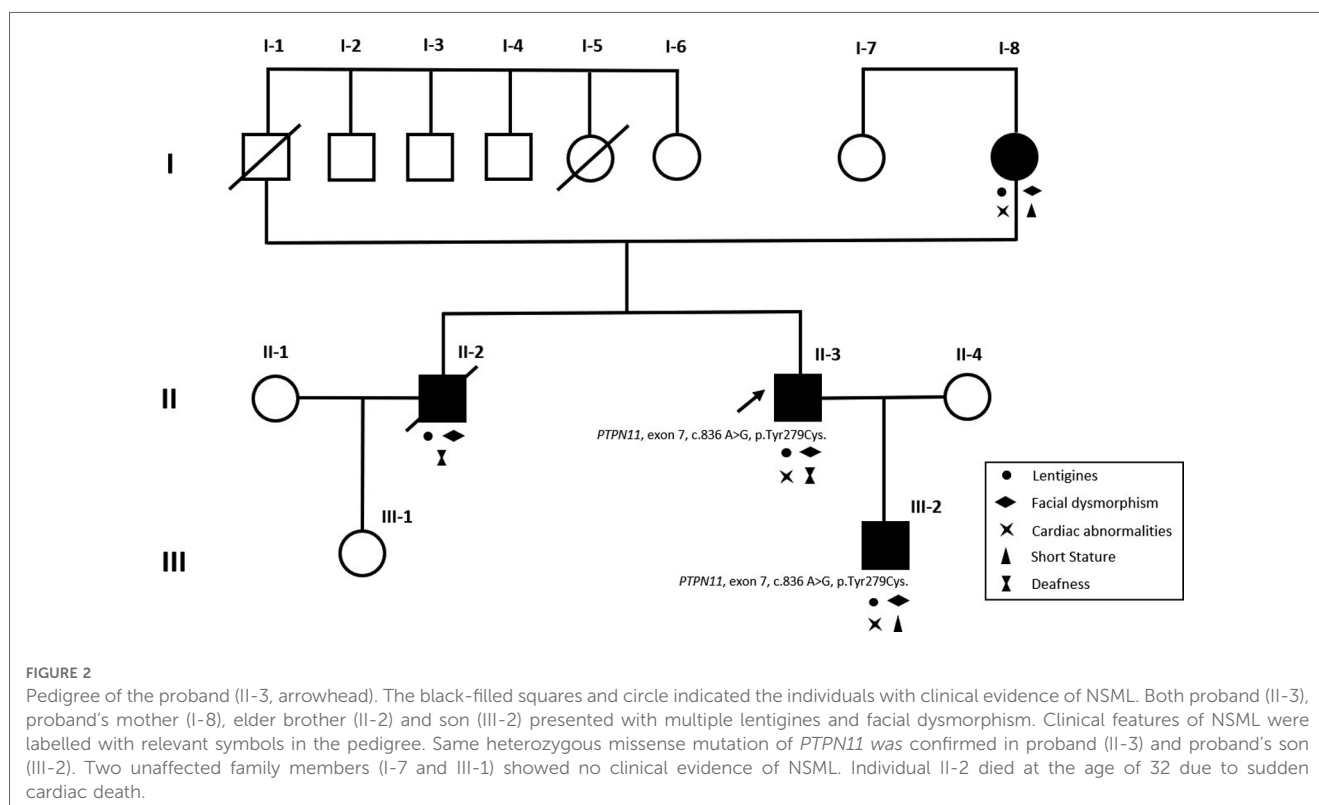 I-1 I-2 I-3 I-4 I-5 I-6 I-7 I-8
I
II-1 II-2 II-3 II-4
II
PTPN11, exon 7, c.836 A>G, p.Tyr279Cys.
Lentigines
Facial dysmorphism
Cardiac abnormalities
Short Stature
Deafness
III-1 III-2
III
PTPN11, exon 7, c.836 A>G, p.Tyr279Cys.
FIGURE 2
Pedigree of the proband (II-3, arrowhead). The black-filled squares and circle indicated the individuals with clinical evidence of NSML. Both proband (II-3),
proband's mother (I-8), elder brother (II-2) and son (III-2) presented with multiple lentigines and facial dysmorphism. Clinical features of NSML were
labelled with relevant symbols in the pedigree. Same heterozygous missense mutation of PTPN11 was confirmed in proband (II-3) and proband's son
(III-2). Two unaffected family members (I-7 and III-1) showed no clinical evidence of NSML. Individual II-2 died at the age of 32 due to sudden
cardiac death.